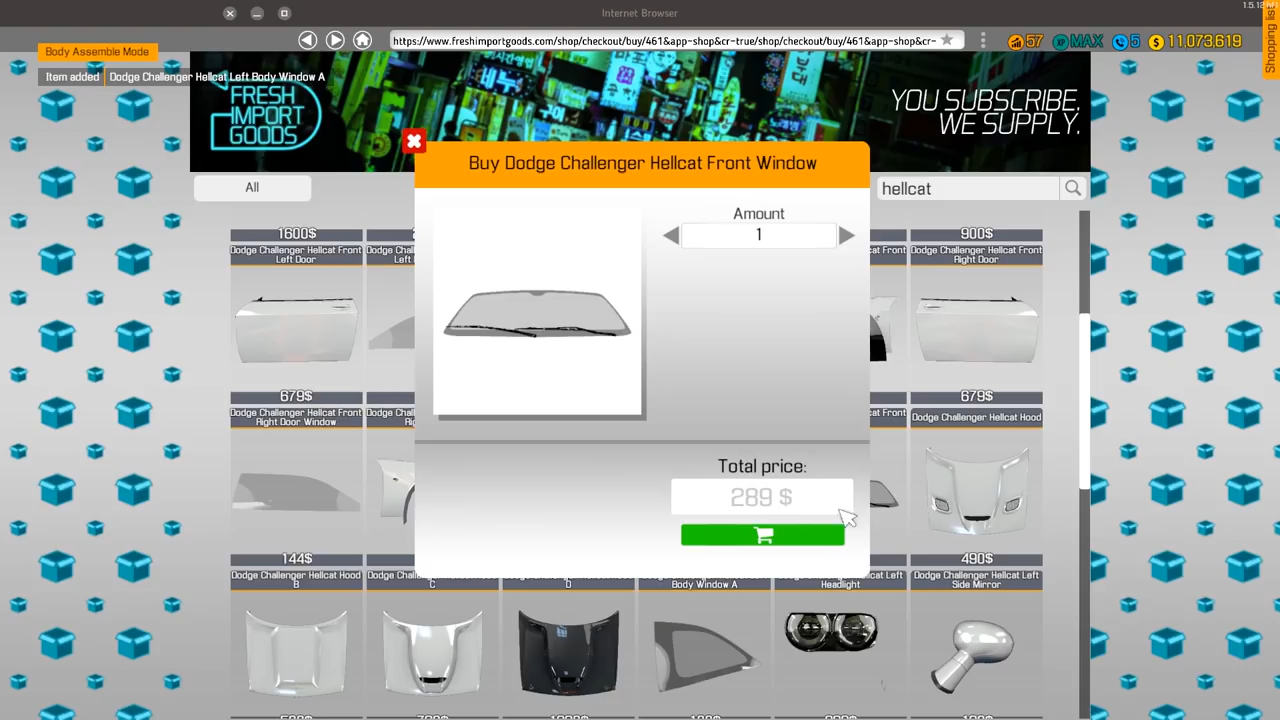 Internet Browser
1.5.12
Shopping list
https://www.freshimportgoods.com/store/checkout/buy/461&app-shop&cr-true/shop/checkout/buy/461&app-shop&cr-
57
MAX
5
11,073,619
Body Assemble Mode
Item added
Dodge Challenger Hellcat Left Body Window A
FRESH
IMPORT
GOODS
YOU SUBSCRIBE.
WE SUPPLY.
All
hellcat
Buy Dodge Challenger Hellcat Front Window
Amount
1
Total price:
289 $
1600$
900$
Dodge Challenger Hellcat Front
Left Door
Dodge Challenger Hellcat Front
Right Door
679$
679$
Dodge Challenger Hellcat Front
Right Door Window
Dodge Challenger Hellcat Hood
144$
490$
Dodge Challenger Hellcat Hood
B
C
D
Body Window A
Headlight
Dodge Challenger Hellcat Left
Side Mirror